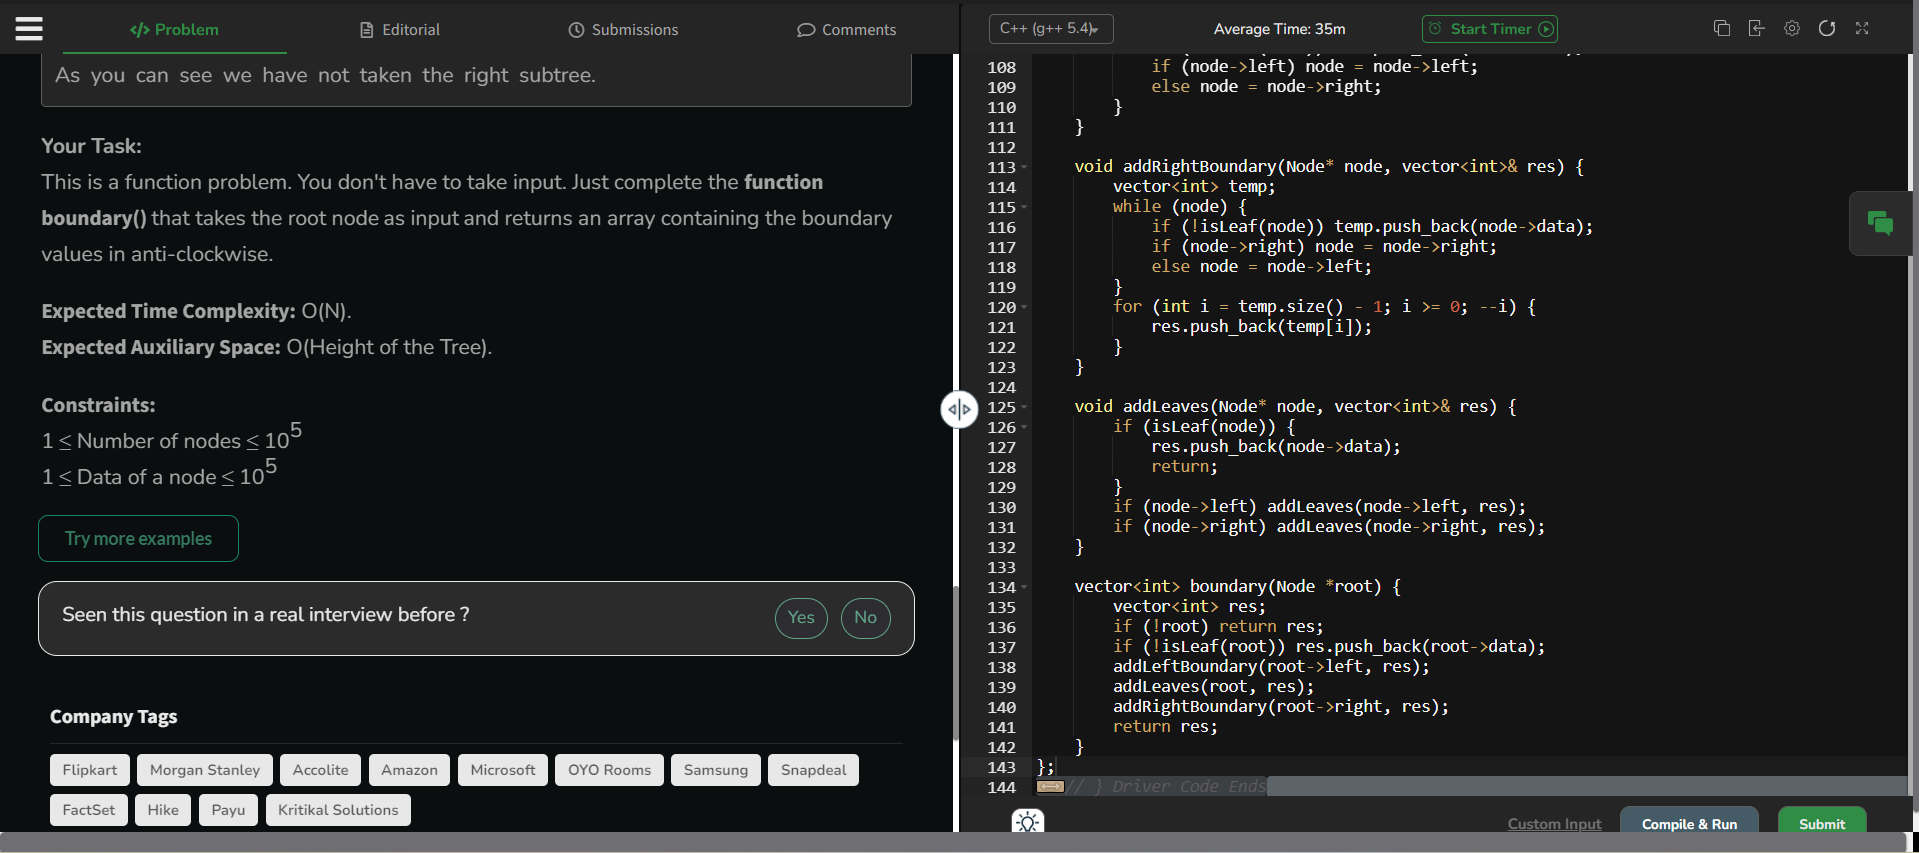 Problem
Editorial
Submissions
Comments
As you can see we have not taken the right subtree.
Your Task:
This is a function problem. You don't have to take input. Just complete the function
boundary() that takes the root node as input and returns an array containing the boundary
values in anti-clockwise.
Expected Time Complexity: O(N).
Expected Auxiliary Space: O(Height of the Tree).
Constraints:
1 ≤ Number of nodes ≤ 10^5
1 ≤ Data of a node ≤ 10^5
Try more examples
Seen this question in a real interview before ?
Yes
No
Company Tags
Flipkart
Morgan Stanley
Accolite
Amazon
Microsoft
OYO Rooms
Samsung
Snapdeal
FactSet
Hike
Payu
Kritikal Solutions
C++ (g++ 5.4)
Average Time: 35m
Start Timer
108 if (node->left) node = node->left;
109 else node = node->right;
110 }
111 }
112
113 void addRightBoundary(Node* node, vector<int>& res) {
114 vector<int> temp;
115 while (node) {
116 if (!isLeaf(node)) temp.push_back(node->data);
117 if (node->right) node = node->right;
118 else node = node->left;
119 }
120 for (int i = temp.size() - 1; i >= 0; --i) {
121 res.push_back(temp[i]);
122 }
123 }
124
125 void addLeaves(Node* node, vector<int>& res) {
126 if (isLeaf(node)) {
127 res.push_back(node->data);
128 return;
129 }
130 if (node->left) addLeaves(node->left, res);
131 if (node->right) addLeaves(node->right, res);
132 }
133
134 vector<int> boundary(Node *root) {
135 vector<int> res;
136 if (!root) return res;
137 if (!isLeaf(root)) res.push_back(root->data);
138 addLeftBoundary(root->left, res);
139 addLeaves(root, res);
140 addRightBoundary(root->right, res);
141 return res;
142 }
143 };
144 // } Driver Code Ends
Custom Input
Compile & Run
Submit